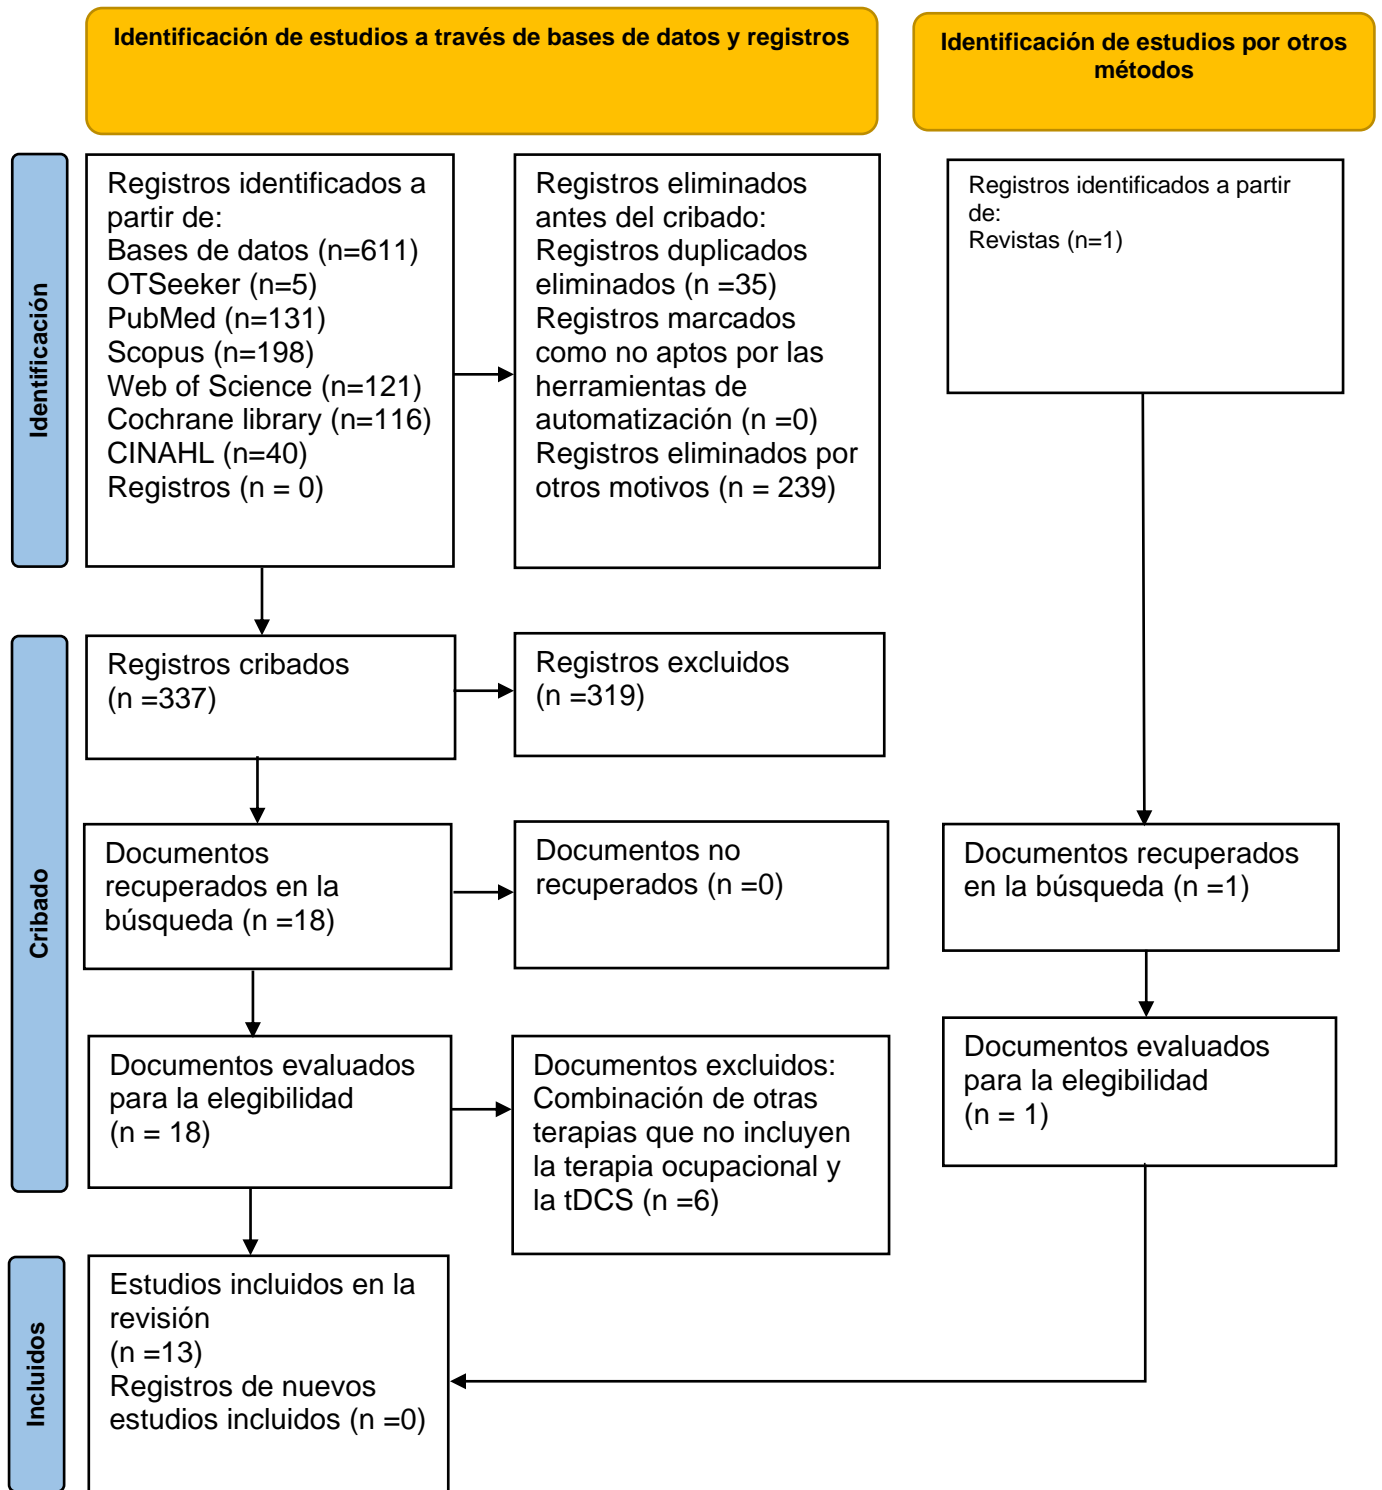 Identificación de estudios a través de bases de datos y registros
Identificación de estudios por otros
métodos
Identificación
Registros identificados a
partir de:
Bases de datos (n=611)
OTSeeker (n=5)
PubMed (n=131)
Scopus (n=198)
Web of Science (n=121)
Cochrane library (n=116)
CINAHL (n=40)
Registros (n = 0)
Registros eliminados
antes del cribado:
Registros duplicados
eliminados (n =35)
Registros marcados
como no aptos por las
herramientas de
automatización (n =0)
Registros eliminados por
otros motivos (n = 239)
Registros identificados a partir
de:
Revistas (n=1)
Cribado
Registros cribados
(n =337)
Registros excluidos
(n =319)
Documentos
recuperados en la
búsqueda (n =18)
Documentos no
recuperados (n =0)
Documentos recuperados
en la búsqueda (n =1)
Documentos evaluados
para la elegibilidad
(n = 18)
Documentos excluidos:
Combinación de otras
terapias que no incluyen
la terapia ocupacional y
la tDCS (n =6)
Documentos evaluados
para la elegibilidad
(n = 1)
Incluidos
Estudios incluidos en la
revisión
(n =13)
Registros de nuevos
estudios incluidos (n =0)